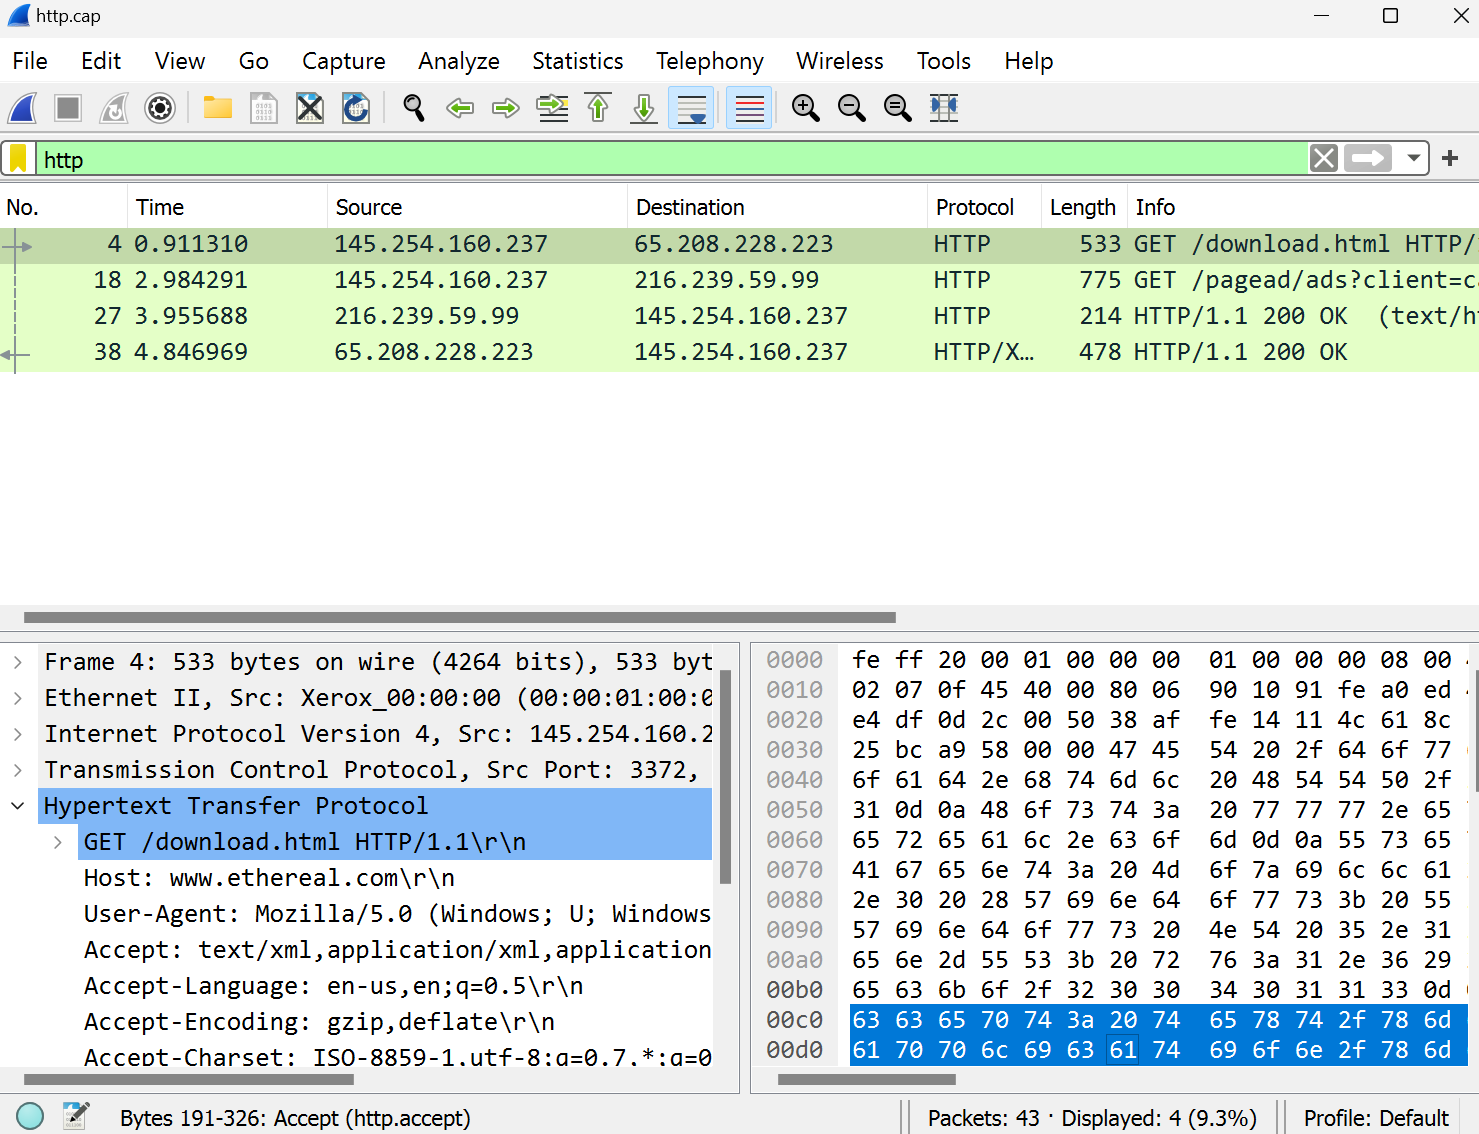 http.cap
File Edit View Go Capture Analyze Statistics Telephony Wireless Tools Help
http
No. Time Source Destination Protocol Length Info
4 0.911310 145.254.160.237 65.208.228.223 HTTP 533 GET /download.html HTTP/
18 2.984291 145.254.160.237 216.239.59.99 HTTP 775 GET /pagead/ads?client=c
27 3.955688 216.239.59.99 145.254.160.237 HTTP 214 HTTP/1.1 200 OK (text/h
38 4.846969 65.208.228.223 145.254.160.237 HTTP/X… 478 HTTP/1.1 200 OK
Frame 4: 533 bytes on wire (4264 bits), 533 byt
Ethernet II, Src: Xerox_00:00:00 (00:00:01:00:0
Internet Protocol Version 4, Src: 145.254.160.2
Transmission Control Protocol, Src Port: 3372,
Hypertext Transfer Protocol
GET /download.html HTTP/1.1\r\n
Host: www.ethereal.com\r\n
User-Agent: Mozilla/5.0 (Windows; U; Windows
Accept: text/xml,application/xml,application
Accept-Language: en-us,en;q=0.5\r\n
Accept-Encoding: gzip,deflate\r\n
Accept-Charset: ISO-8859-1,utf-8;q=0.7,*;q=0
0000 fe ff 20 00 01 00 00 00 01 00 00 00 08 00
0010 02 07 0f 45 40 00 80 06 90 10 91 fe a0 ed
0020 e4 df 0d 2c 00 50 38 af fe 14 11 4c 61 8c
0030 25 bc a9 58 00 00 47 45 54 20 2f 64 6f 77
0040 6f 61 64 2e 68 74 6d 6c 20 48 54 54 50 2f
0050 31 0d 0a 48 6f 73 74 3a 20 77 77 77 2e 65
0060 65 72 65 61 6c 2e 63 6f 6d 0d 0a 55 73 65
0070 41 67 65 6e 74 3a 20 4d 6f 7a 69 6c 6c 61
0080 2e 30 20 28 57 69 6e 64 6f 77 73 3b 20 55
0090 57 69 6e 64 6f 77 73 20 4e 54 20 35 2e 31
00a0 65 6e 2d 55 53 3b 20 72 76 3a 31 2e 36 29
00b0 65 63 6b 6f 2f 32 30 30 34 30 31 31 33 0d
00c0 63 63 65 70 74 3a 20 74 65 78 74 2f 78 6d
00d0 61 70 70 6c 69 63 61 74 69 6f 6e 2f 78 6d
Bytes 191-326: Accept (http.accept)
Packets: 43 · Displayed: 4 (9.3%)
Profile: Default